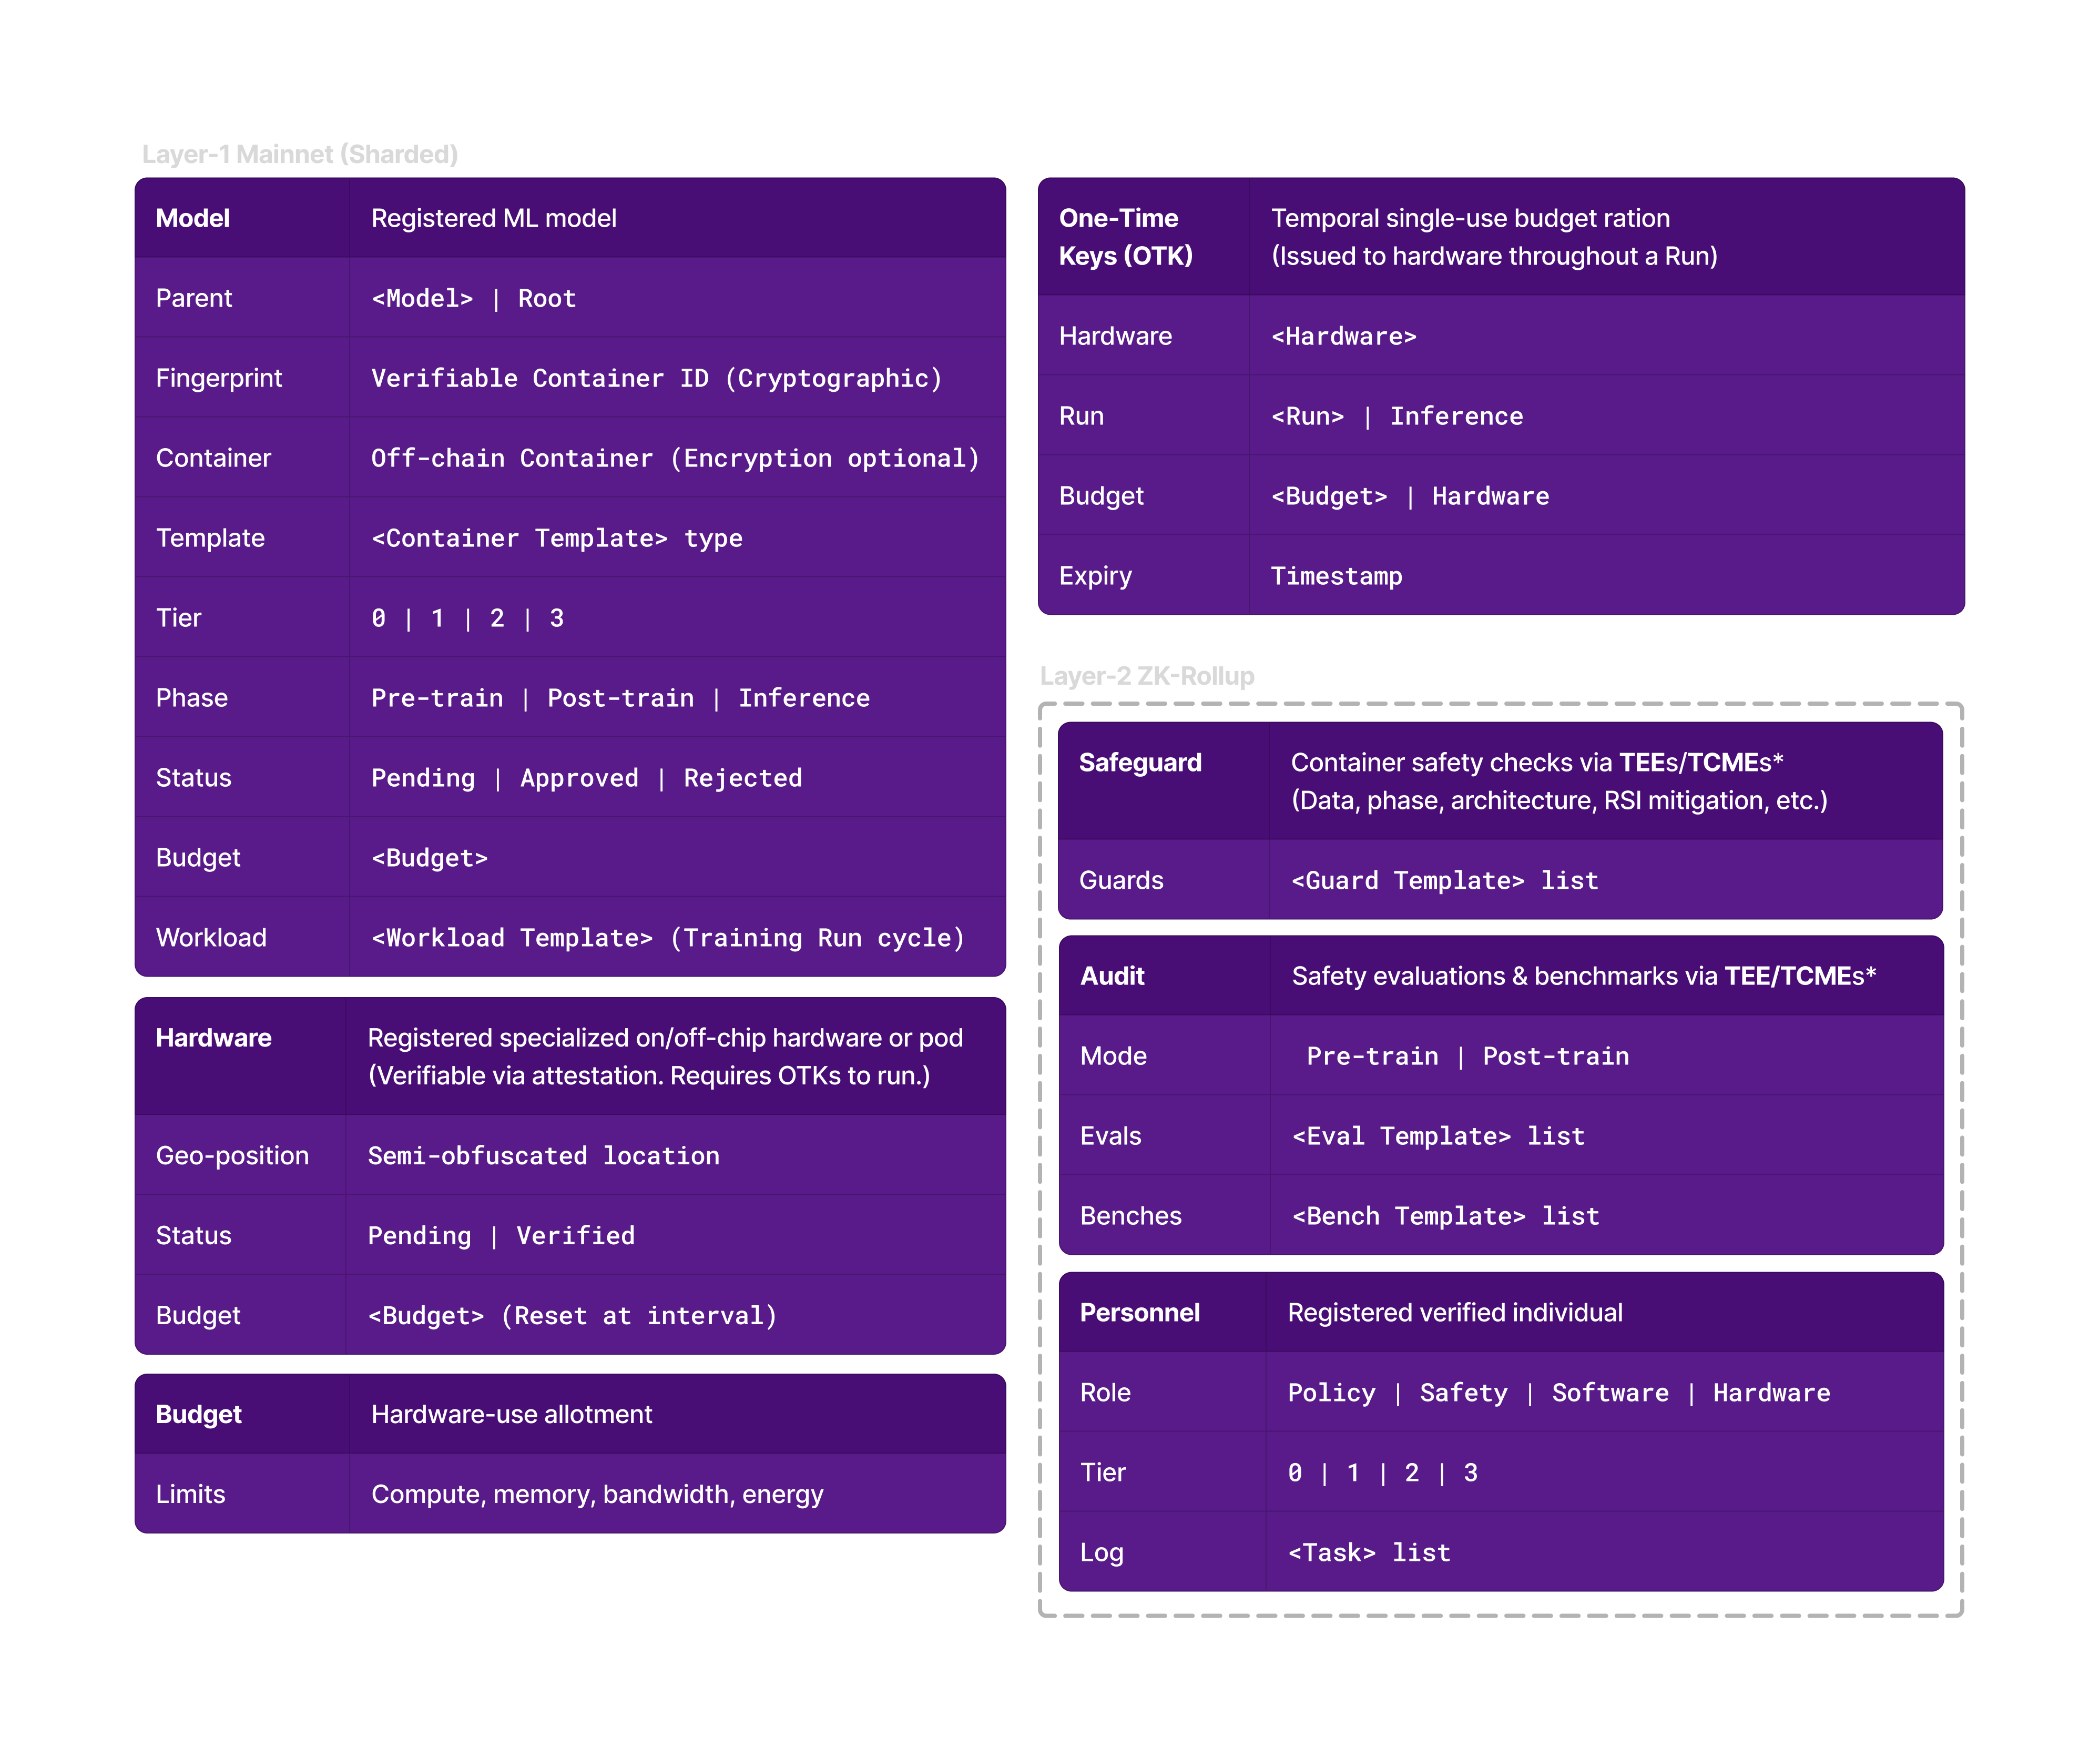 Layer-1 Mainnet (Sharded)
Model Registered ML model
Parent <Model> | Root
Fingerprint Verifiable Container ID (Cryptographic)
Container Off-chain Container (Encryption optional)
Template <Container Template> type
Tier 0 | 1 | 2 | 3
Phase Pre-train | Post-train | Inference
Status Pending | Approved | Rejected
Budget <Budget>
Workload <Workload Template> (Training Run cycle)
Hardware Registered specialized on/off-chip hardware or pod
(Verifiable via attestation. Requires OTKs to run.)
Geo-position Semi-obfuscated location
Status Pending | Verified
Budget <Budget> (Reset at interval)
Budget Hardware-use allotment
Limits Compute, memory, bandwidth, energy
One-Time Temporal single-use budget ration
Keys (OTK) (Issued to hardware throughout a Run)
Hardware <Hardware>
Run <Run> | Inference
Budget <Budget> | Hardware
Expiry Timestamp
Layer-2 ZK-Rollup
Safeguard Container safety checks via TEEs/TCMEs*
(Data, phase, architecture, RSI mitigation, etc.)
Guards <Guard Template> list
Audit Safety evaluations & benchmarks via TEE/TCMEs*
Mode Pre-train | Post-train
Evals <Eval Template> list
Benches <Bench Template> list
Personnel Registered verified individual
Role Policy | Safety | Software | Hardware
Tier 0 | 1 | 2 | 3
Log <Task> list